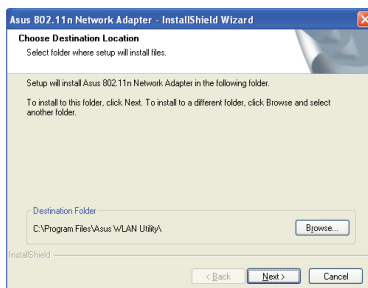 Asus 802.11n Network Adapter - InstallShield Wizard
Choose Destination Location
Select folder where setup will install files.
Setup will install Asus 802.11n Network Adapter in the following folder.
To install to this folder, click Next. To install to a different folder, click Browse and select
another folder.
Destination Folder
C:\Program Files\Asus WLAN Utility\
Browse...
InstallShield
< Back
Next >
Cancel